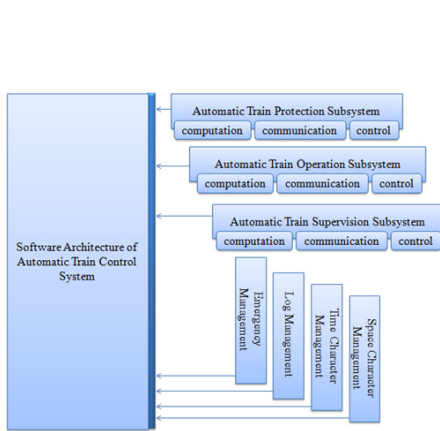 Automatic Train Protection Subsystem
computation communication control
Automatic Train Operation Subsystem
computation communication control
Automatic Train Supervision Subsystem
computation communication control
Software Architecture of
Automatic Train Control
System
Emergency
Management
Log Management
Time Character
Management
Space Character
Management